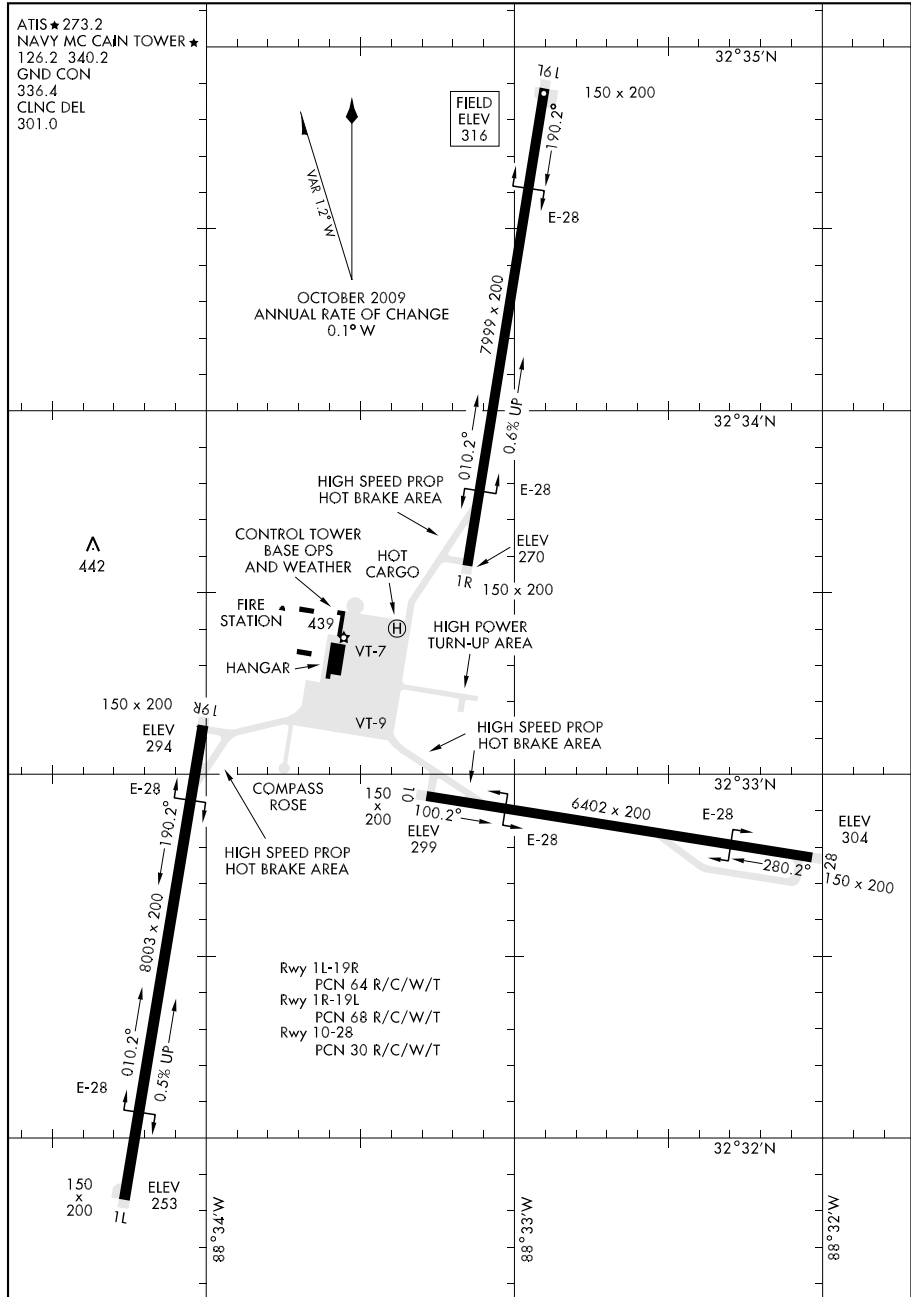 ATIS★273.2
NAVY MC CAIN TOWER★
126.2 340.2
GND CON
336.4
CLNC DEL
301.0
32°35'N
19L
150 x 200
FIELD
ELEV
316
190.2°
VAR 1.2° W
E-28
OCTOBER 2009
ANNUAL RATE OF CHANGE
0.1° W
7999 x 200
32°34'N
010.2°
0.6% UP
HIGH SPEED PROP
HOT BRAKE AREA
E-28
CONTROL TOWER
BASE OPS
AND WEATHER
HOT
CARGO
ELEV
270
442
1R
150 x 200
FIRE
STATION
439
H
HIGH POWER
TURN-UP AREA
VT-7
HANGAR
150 x 200
19R
VT-9
ELEV
294
HIGH SPEED PROP
HOT BRAKE AREA
32°33'N
E-28
COMPASS
ROSE
150
x
200
10
100.2°
6402 x 200
E-28
ELEV
304
190.2°
ELEV
299
E-28
HIGH SPEED PROP
HOT BRAKE AREA
280.2°
28
150 x 200
8003 x 200
Rwy 1L-19R
PCN 64 R/C/W/T
Rwy 1R-19L
PCN 68 R/C/W/T
Rwy 10-28
PCN 30 R/C/W/T
010.2°
0.5% UP
E-28
32°32'N
150
x
200
ELEV
253
1L
88°34'W
88°33'W
88°32'W